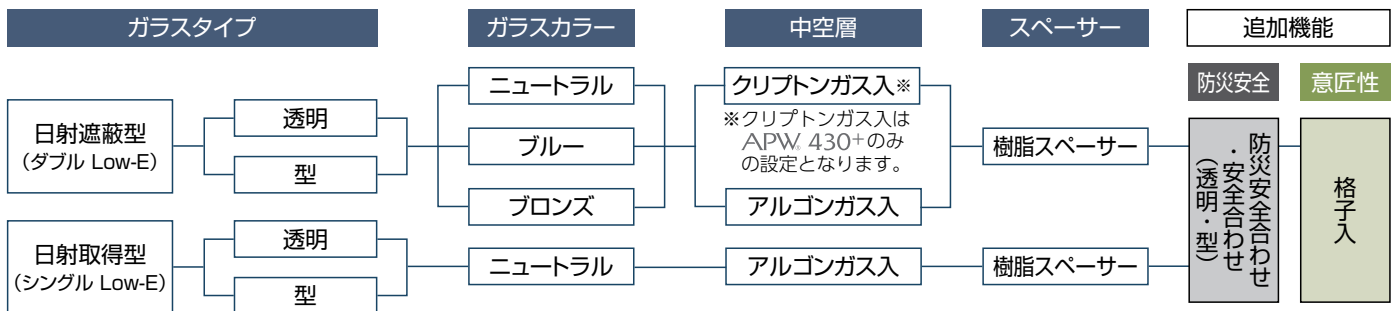 ガラスタイプ
ガラスカラー
中空層
スペーサー
追加機能
防災安全
意匠性
日射遮蔽型
（ダブル Low-E）
透明
型
ニュートラル
ブルー
ブロンズ
クリプトンガス入※
※クリプトンガス入は
APW® 430+のみ
の設定となります。
アルゴンガス入
樹脂スペーサー
日射取得型
（シングル Low-E）
透明
型
ニュートラル
アルゴンガス入
樹脂スペーサー
防災安全合わせ
・安全合わせ
（透明・型）
格子入